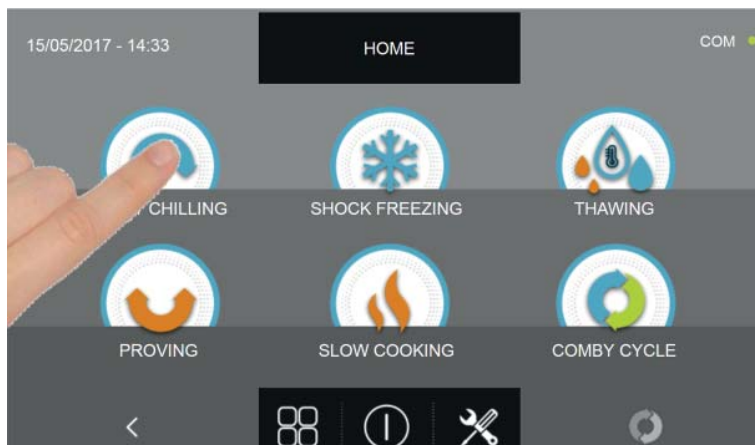 15/05/2017 - 14:33
HOME
COM
CHILLING
SHOCK FREEZING
THAWING
PROVING
SLOW COOKING
COMBY CYCLE